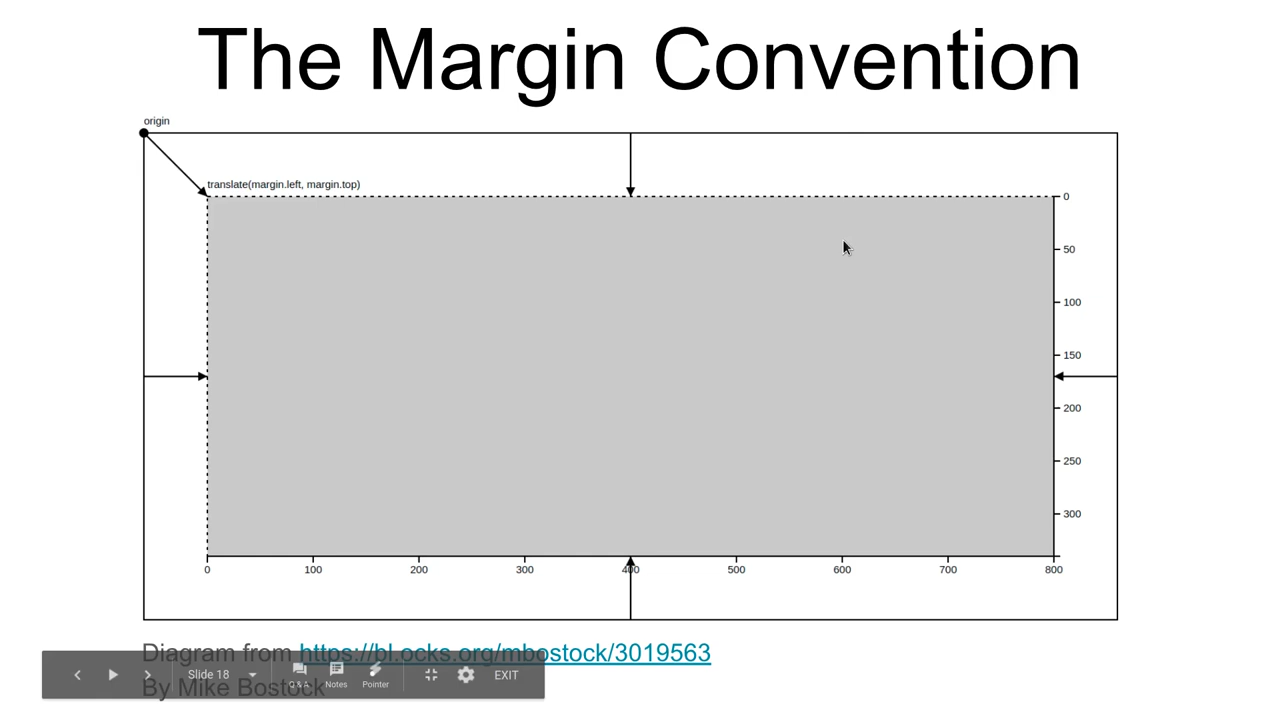 The Margin Convention
origin
translate(margin.left, margin.top)
0
50
100
150
200
250
300
0 100 200 300 400 500 600 700 800
Diagram from https://bl.ocks.org/mbostock/3019563
By Mike Bostock
Slide 18 Q & A Notes Pointer EXIT